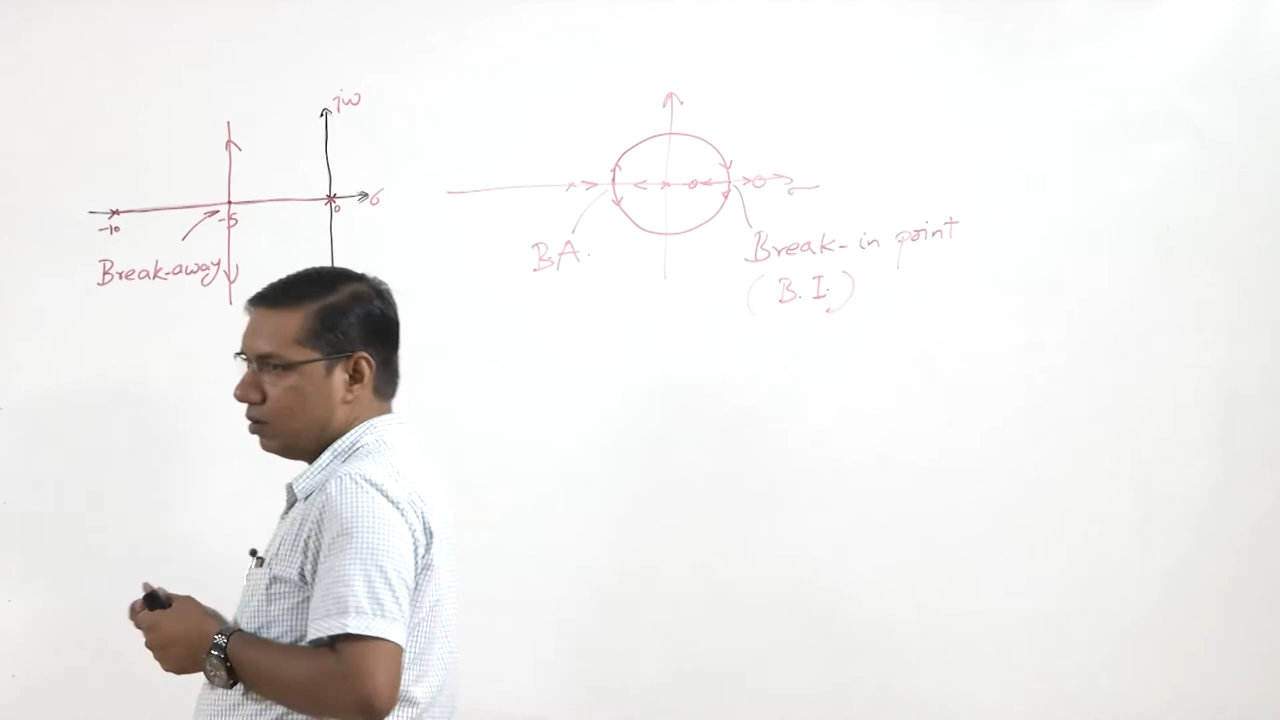 jω
σ
0
-5
-10
Break-away
σ
B.A.
Break-in point
(B.I.)